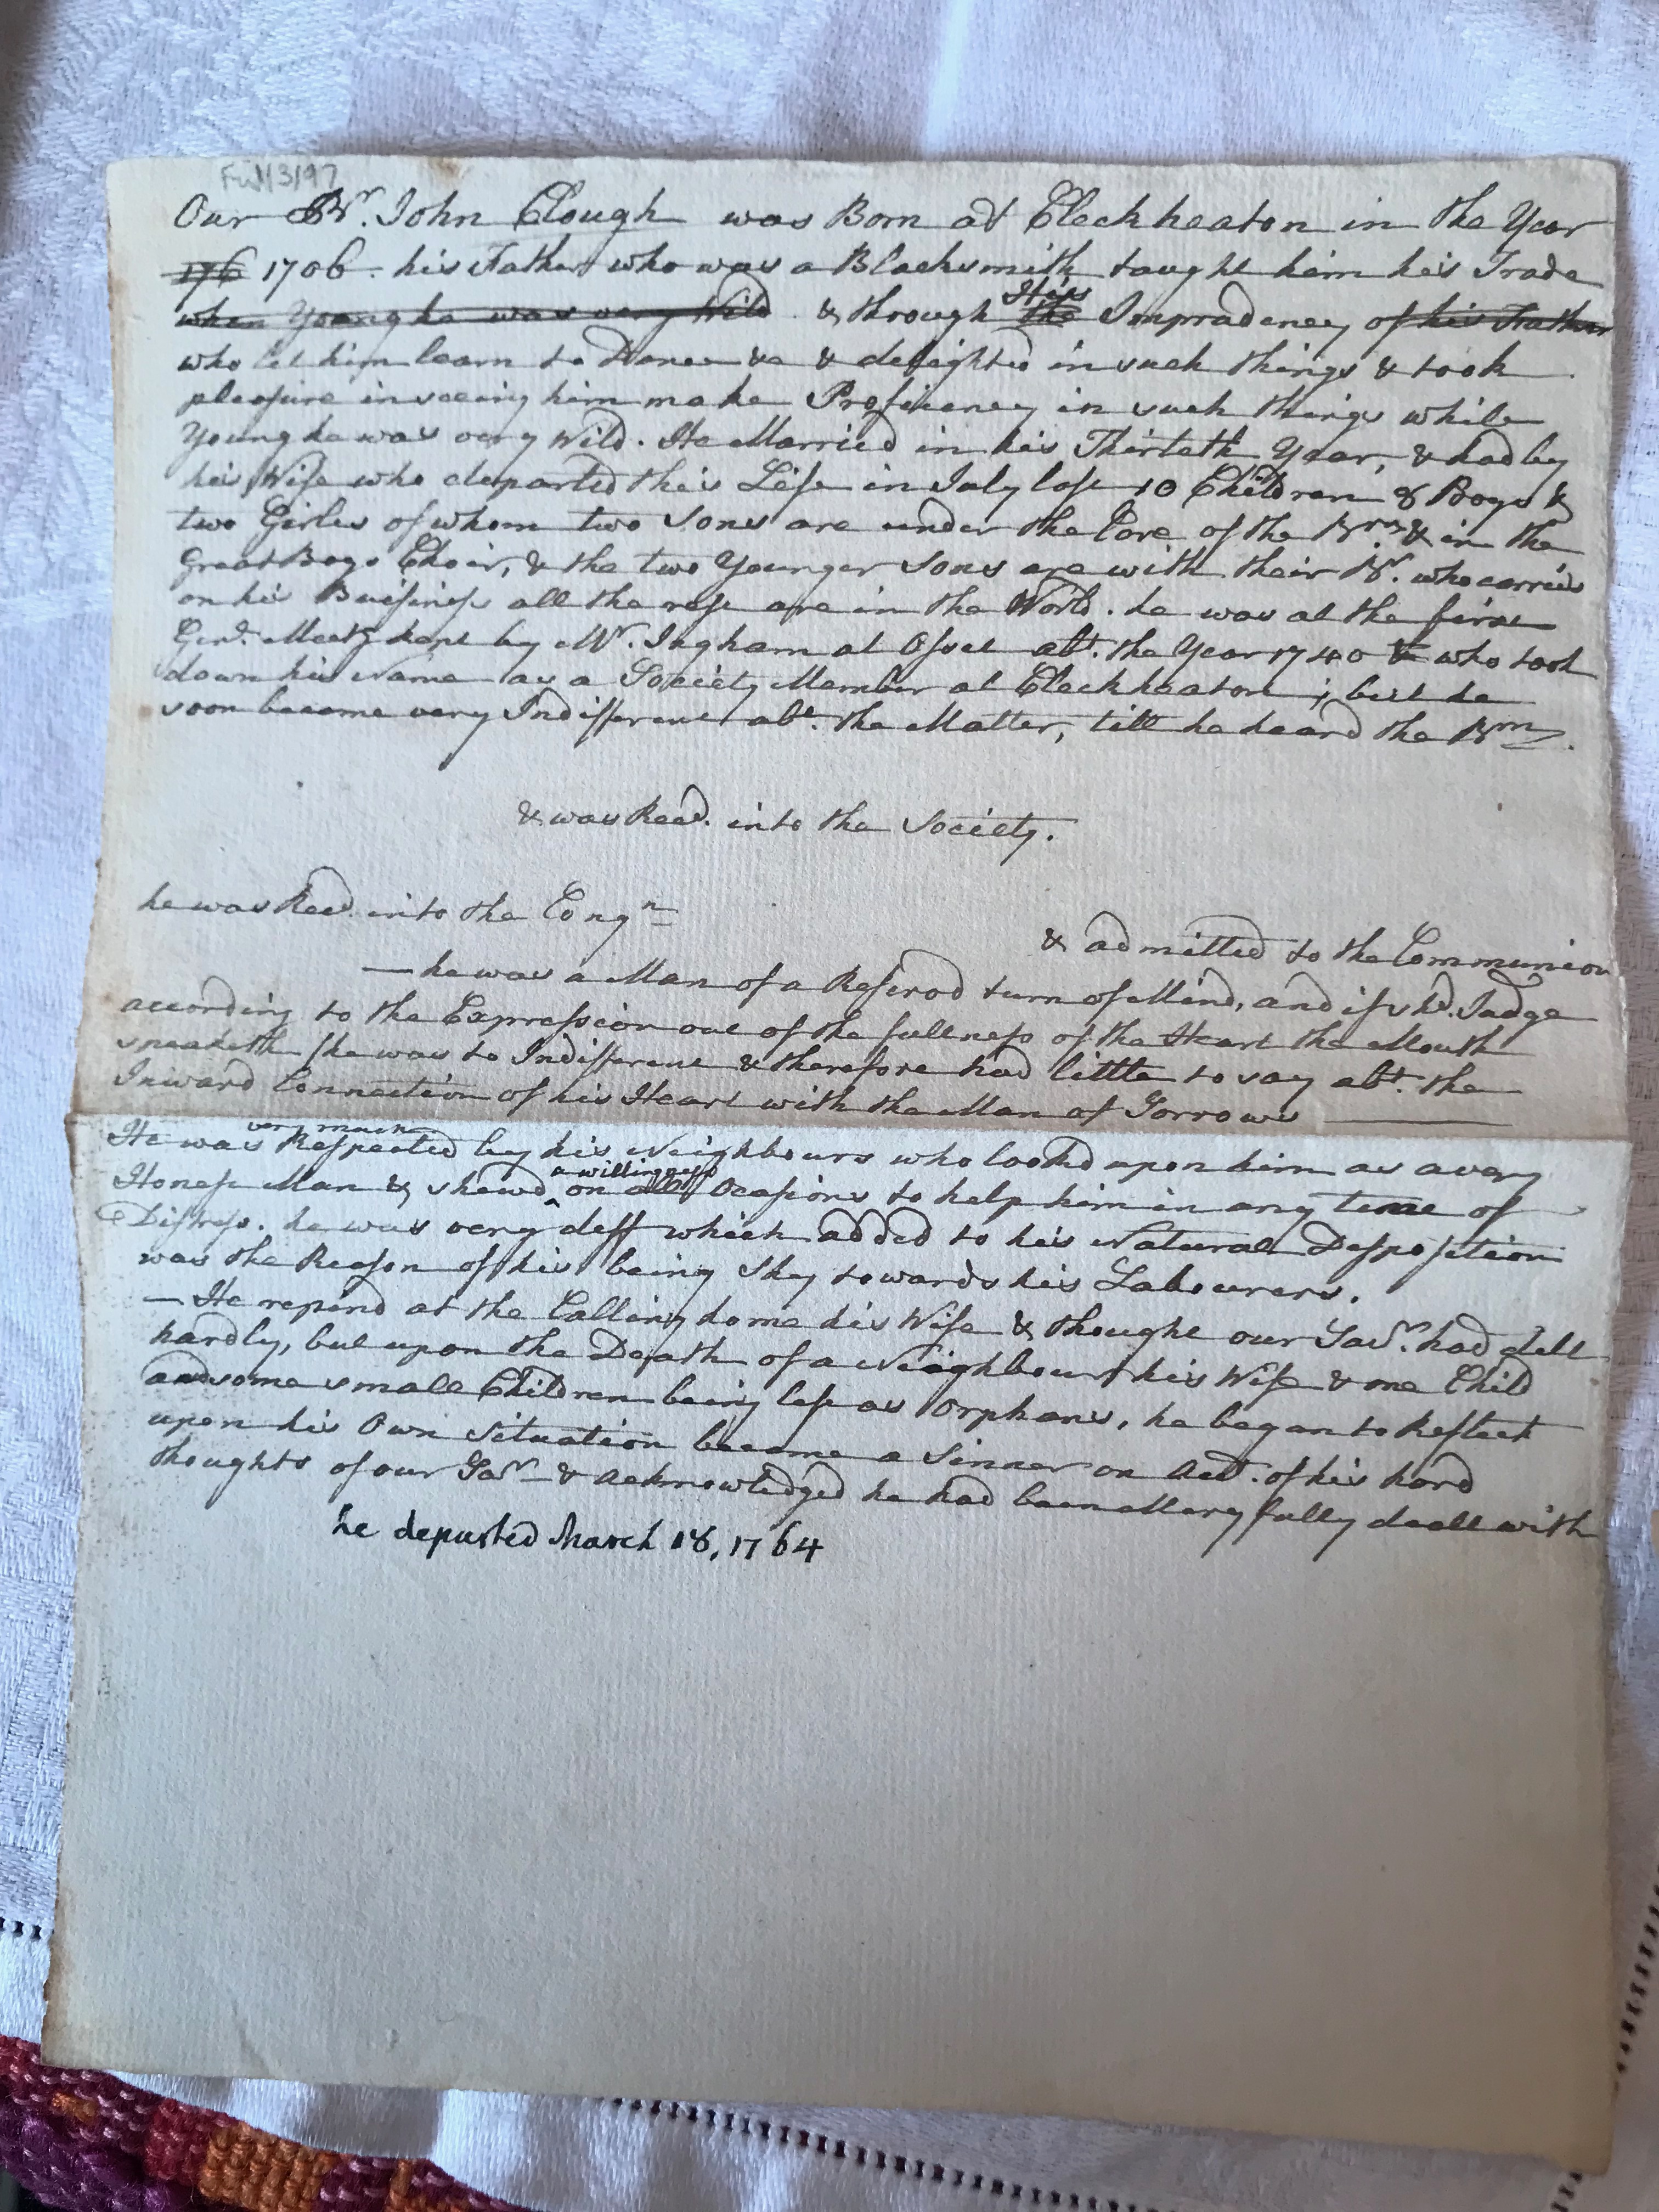 Ful/3/97
Our Br. John Clough was Born at Cleckheaton in the Year
176 1706. his Father who was a Blacksmith taught him his Trade
when Young he was very Wild & through the His Imprudency of his Father
who let him learn to Dance &c & delighted in such things & took
pleasure in seeing him make Proficiency in such things while
Young he was very Wild. He Married in his Thirteth Year, & had by
his Wife who departed this Life in July last 10 Children 8 Boys &
two Girles of whom two Sons are under the Care of the Brn. & in the
Great Boys Choir, & the two Younger Sons are with their Br. who carries
on his Buisiness all the rest are in the World. he was at the first
Genl. Meetg kept by Mr. Ingham at Osset abt. the Year 1740 & who took
down his Name as a Society Member at Cleckheaton; but he
soon became very Indifferent abt. the Matter, till he heard the Brn
& was Recd. into the Society.
he was Recd. into the Congn
& admitted to the Communion
— he was a Man of a Reserod turn of Mind, and if shd. Judge
according to the Expression out of the fullness of the Heart the Mouth
speaketh, he was to Indifferent & therefore had little to say abt. the
Inward Connection of his Heart with the Man of Sorrows
He was very much Respected by his Neighbours who looked upon him as a very
Honest Man & shewd a willingness on all Ocasions to help him in any time of
Distress. he was very deff which added to his Natural Dispossition
was the Reason of his being Shy towards his Labourers.
— He repind at the Calling home his Wife & thought our Savr. had delt
hardly, but upon the Death of a Neighbour his Wife & one Child
and some small Children being left as Orphans, he began to Reflect
upon his Own Situation became a Sinner on Acct. of his hard
thoughts of our Savr & acknowledged he had been Mercyfully dealt with
he departed March 18, 1764